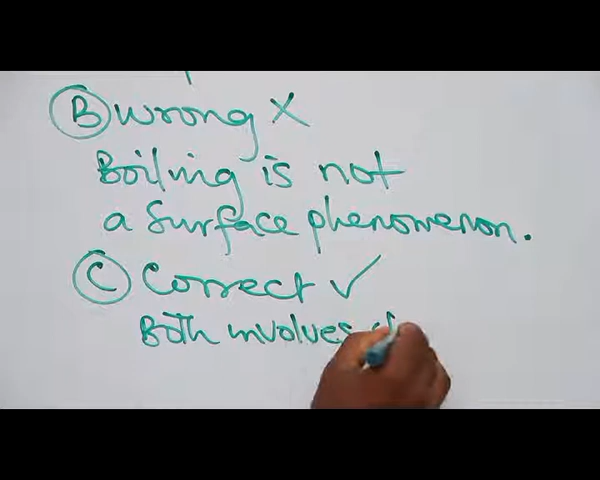 B wrong X
Boiling is not
a surface phenomenon.
C Correct ✓
Both involves